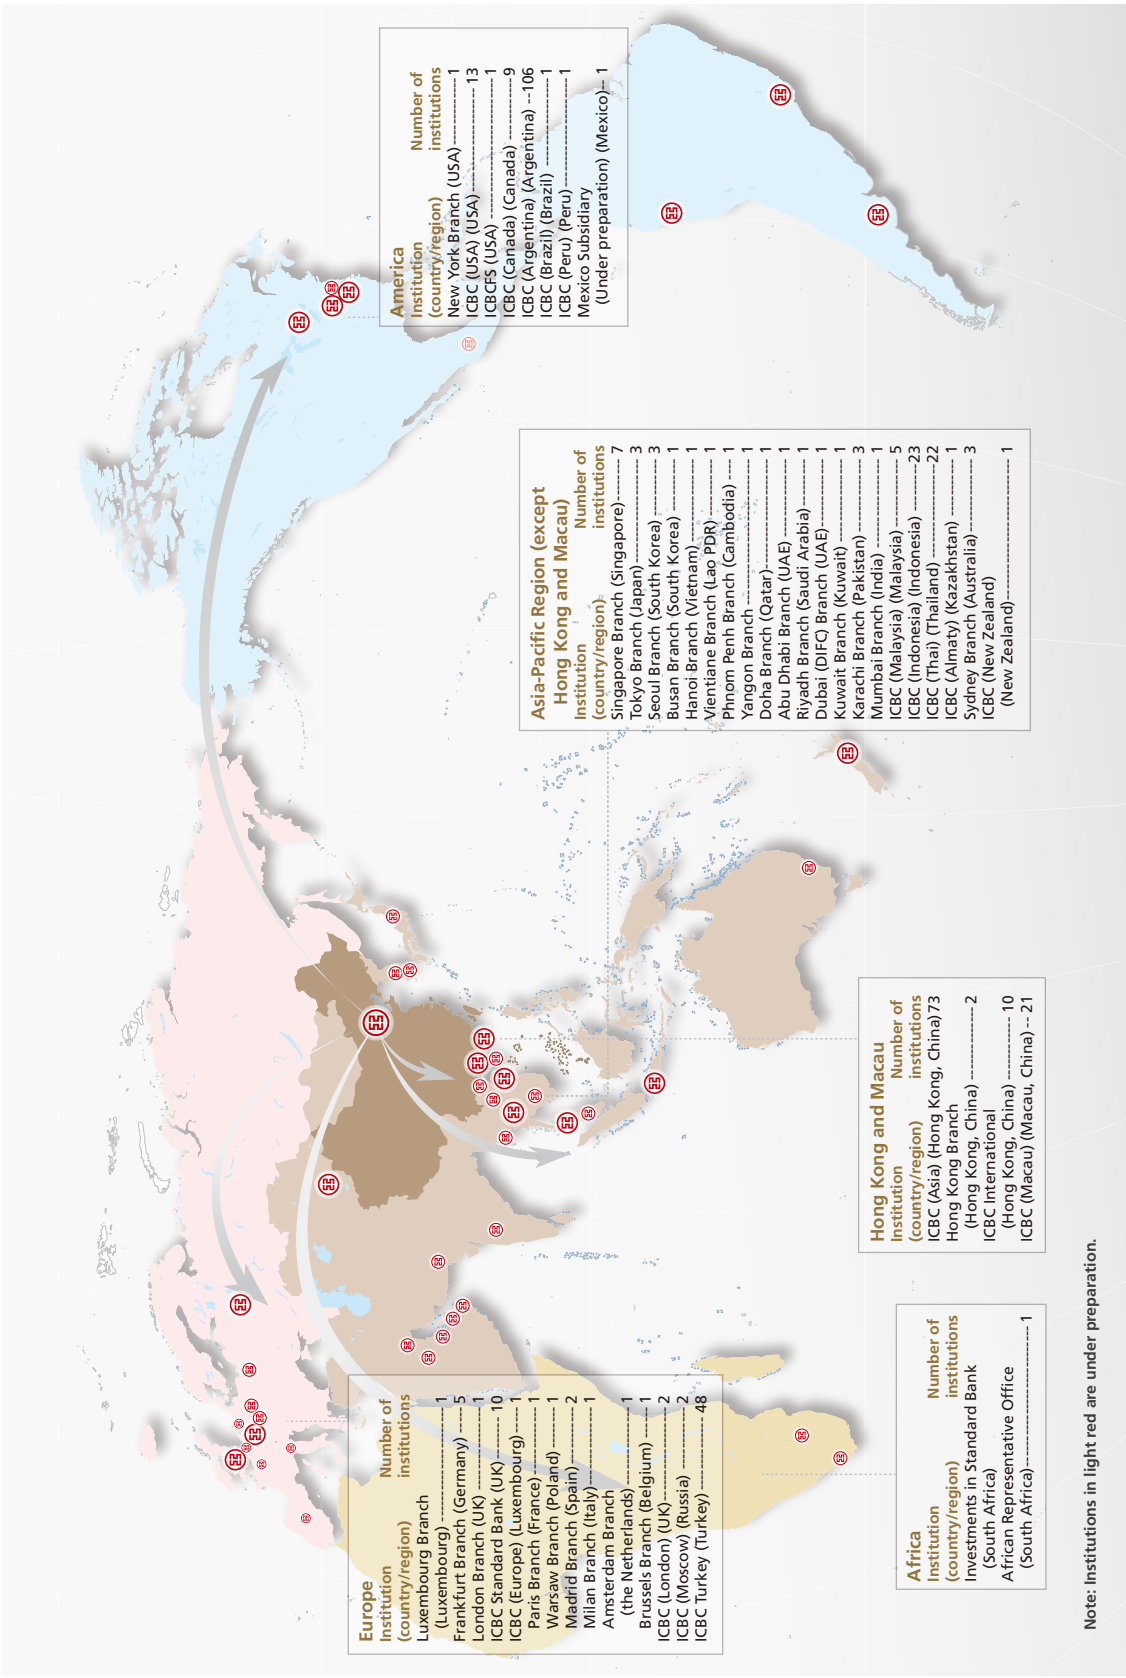 Europe
Institution Number of
(country/region) institutions
Luxembourg Branch
(Luxembourg) ---------------- 1
Frankfurt Branch (Germany) ---- 5
London Branch (UK) ------------ 1
ICBC Standard Bank (UK) ----- 10
ICBC (Europe) (Luxembourg) ---- 1
Paris Branch (France) ------------ 1
Warsaw Branch (Poland) --------- 1
Madrid Branch (Spain) ----------- 2
Milan Branch (Italy) --------------- 1
Amsterdam Branch
(the Netherlands) --------------- 1
Brussels Branch (Belgium) ------ 1
ICBC (London) (UK) --------------- 2
ICBC (Moscow) (Russia) --------- 2
ICBC Turkey (Turkey) ----------- 48
Africa
Institution Number of
(country/region) institutions
Investments in Standard Bank
(South Africa)
African Representative Office
(South Africa) ------------------- 1
Hong Kong and Macau
Institution Number of
(country/region) institutions
ICBC (Asia) (Hong Kong, China) 73
Hong Kong Branch
(Hong Kong, China) ------------- 2
ICBC International
(Hong Kong, China) ------------ 10
ICBC (Macau) (Macau, China) -- 21
Asia-Pacific Region (except
Hong Kong and Macau)
Institution Number of
(country/region) institutions
Singapore Branch (Singapore) ------- 7
Tokyo Branch (Japan) ---------------- 3
Seoul Branch (South Korea) --------- 3
Busan Branch (South Korea) --------- 1
Hanoi Branch (Vietnam) ------------- 1
Vientiane Branch (Lao PDR) --------- 1
Phnom Penh Branch (Cambodia) --- 1
Yangon Branch ---------------------- 1
Doha Branch (Qatar) ---------------- 1
Abu Dhabi Branch (UAE) ------------ 1
Riyadh Branch (Saudi Arabia) ------- 1
Dubai (DIFC) Branch (UAE) ---------- 1
Kuwait Branch (Kuwait) ------------- 1
Karachi Branch (Pakistan) ----------- 3
Mumbai Branch (India) -------------- 1
ICBC (Malaysia) (Malaysia) ---------- 5
ICBC (Indonesia) (Indonesia) ------- 23
ICBC (Thai) (Thailand) -------------- 22
ICBC (Almaty) (Kazakhstan) --------- 1
Sydney Branch (Australia) ----------- 3
ICBC (New Zealand)
(New Zealand) --------------------- 1
America
Institution Number of
(country/region) institutions
New York Branch (USA) ------------ 1
ICBC (USA) (USA) ----------------- 13
ICBCFS (USA) --------------------- 1
ICBC (Canada) (Canada) ---------- 9
ICBC (Argentina) (Argentina) --106
ICBC (Brazil) (Brazil) -------------- 1
ICBC (Peru) (Peru) ---------------- 1
Mexico Subsidiary
(Under preparation) (Mexico)-- 1
Note: Institutions in light red are under preparation.